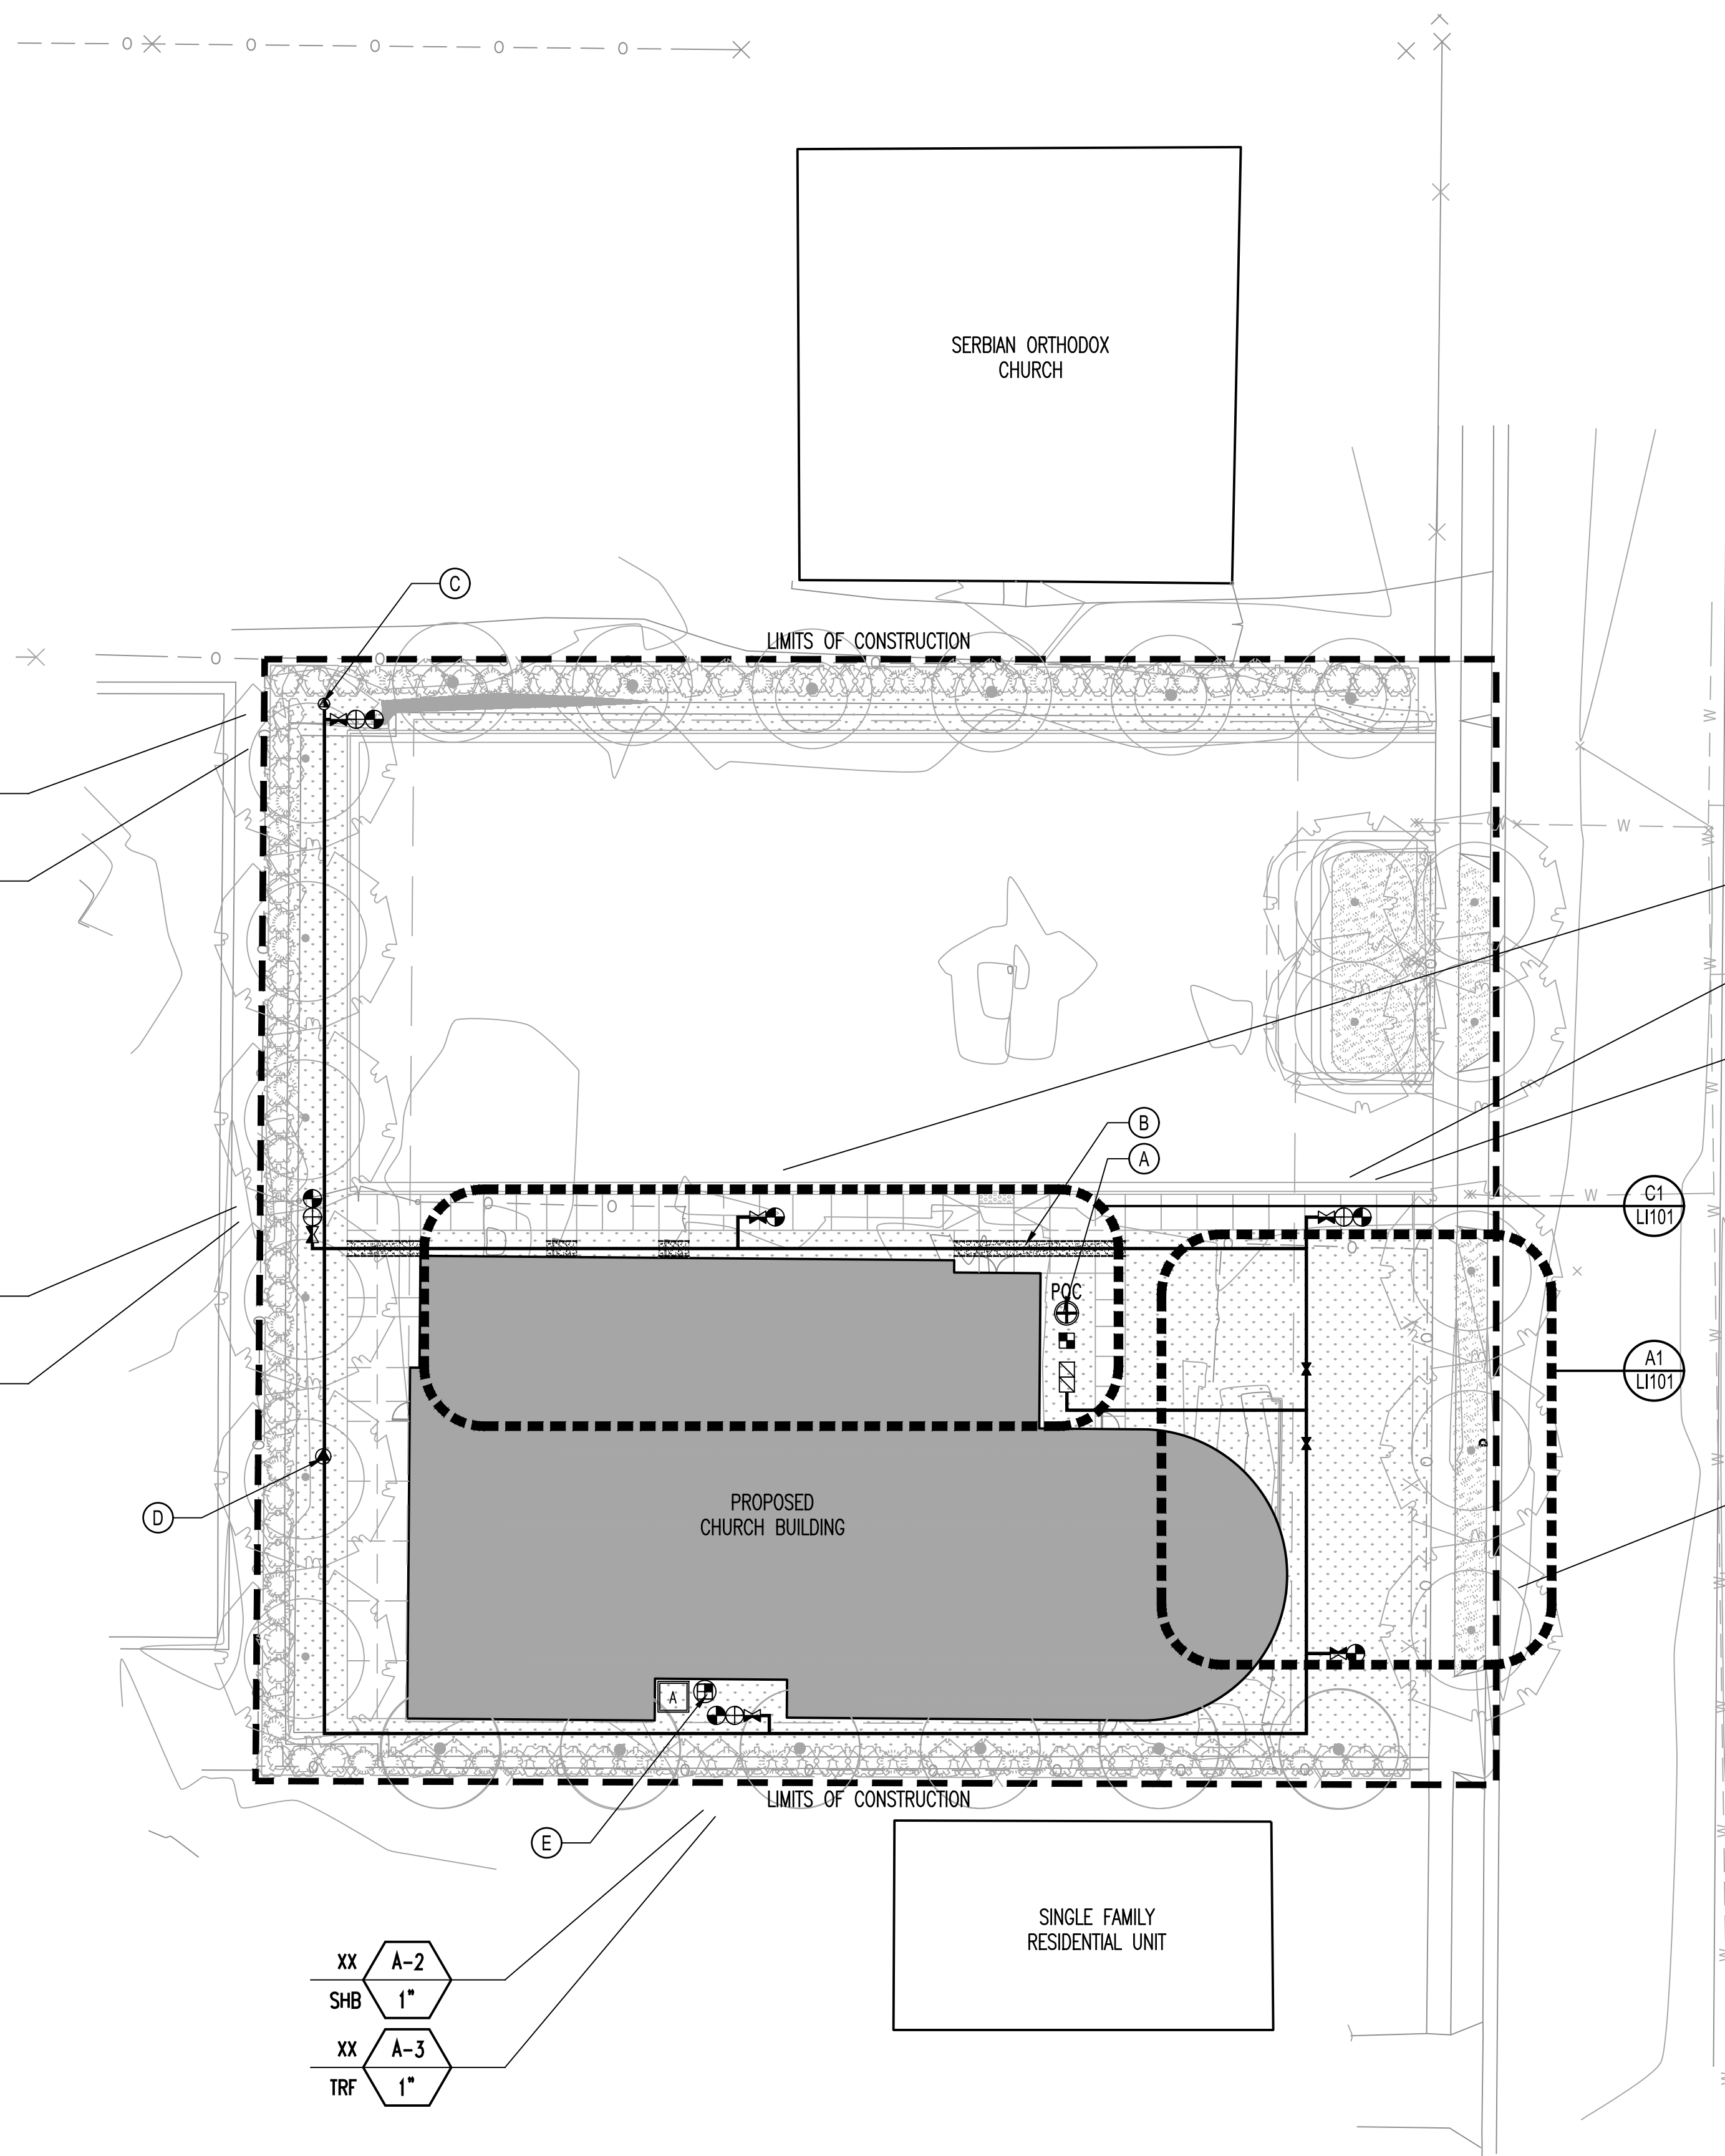 SERBIAN ORTHODOX
CHURCH
C
LIMITS OF CONSTRUCTION
B
A
C1
LI101
POC
A1
LI101
D
PROPOSED
CHURCH BUILDING
A
LIMITS OF CONSTRUCTION
E
SINGLE FAMILY
RESIDENTIAL UNIT
XX
A-2
SHB
1"
XX
A-3
TRF
1"